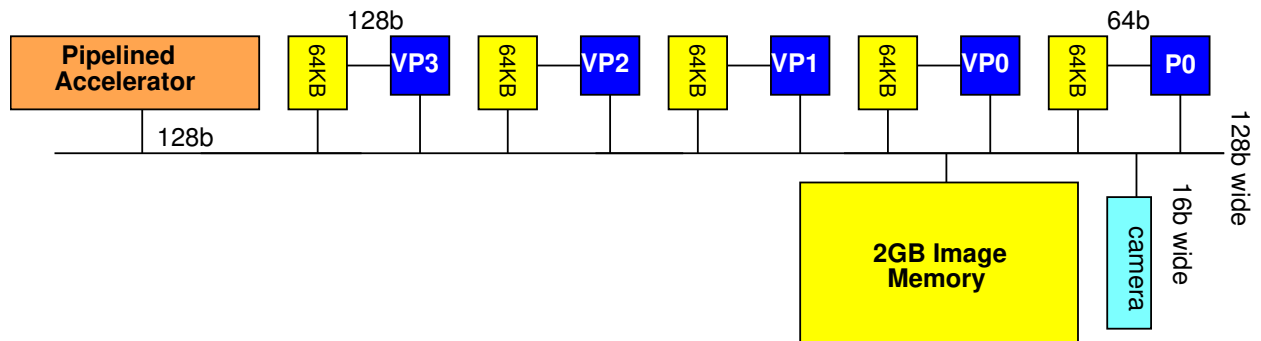 128b
64b
Pipelined
Accelerator
64KB
VP3
64KB
VP2
64KB
VP1
64KB
VP0
64KB
P0
128b
128b wide
16b wide
2GB Image
Memory
camera